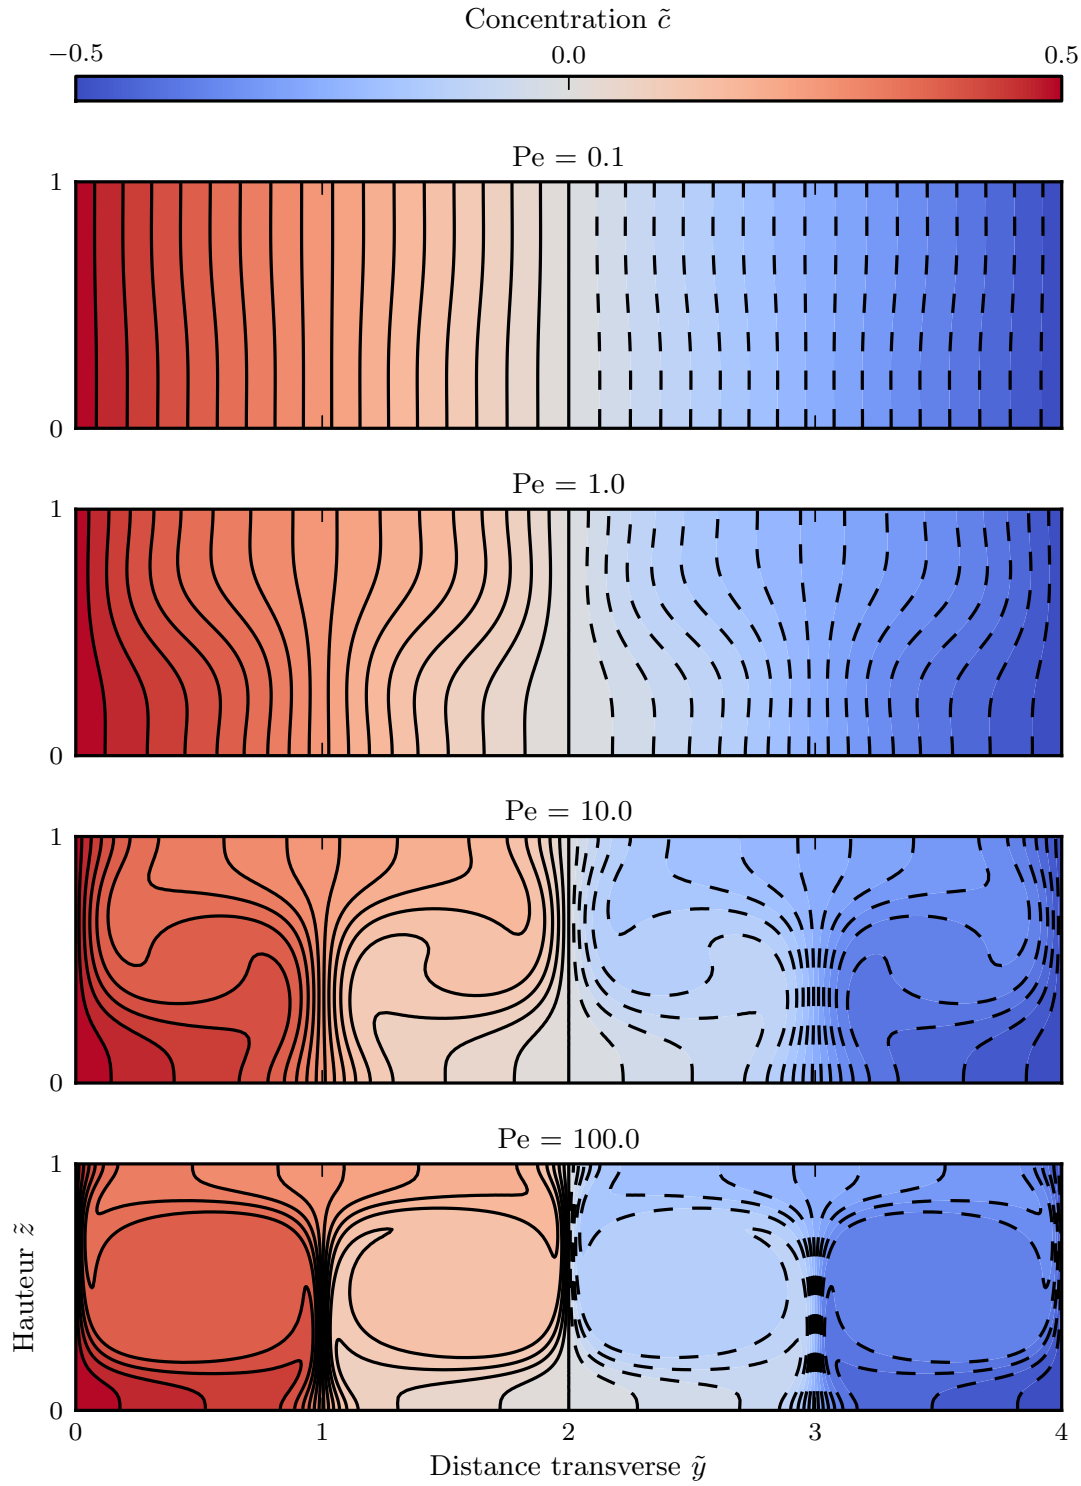 Concentration c̃
−0.5 0.0 0.5
Pe = 0.1
1
0
Pe = 1.0
1
0
Pe = 10.0
1
0
Pe = 100.0
1
0
Hauteur z̃
0 1 2 3 4
Distance transverse ỹ